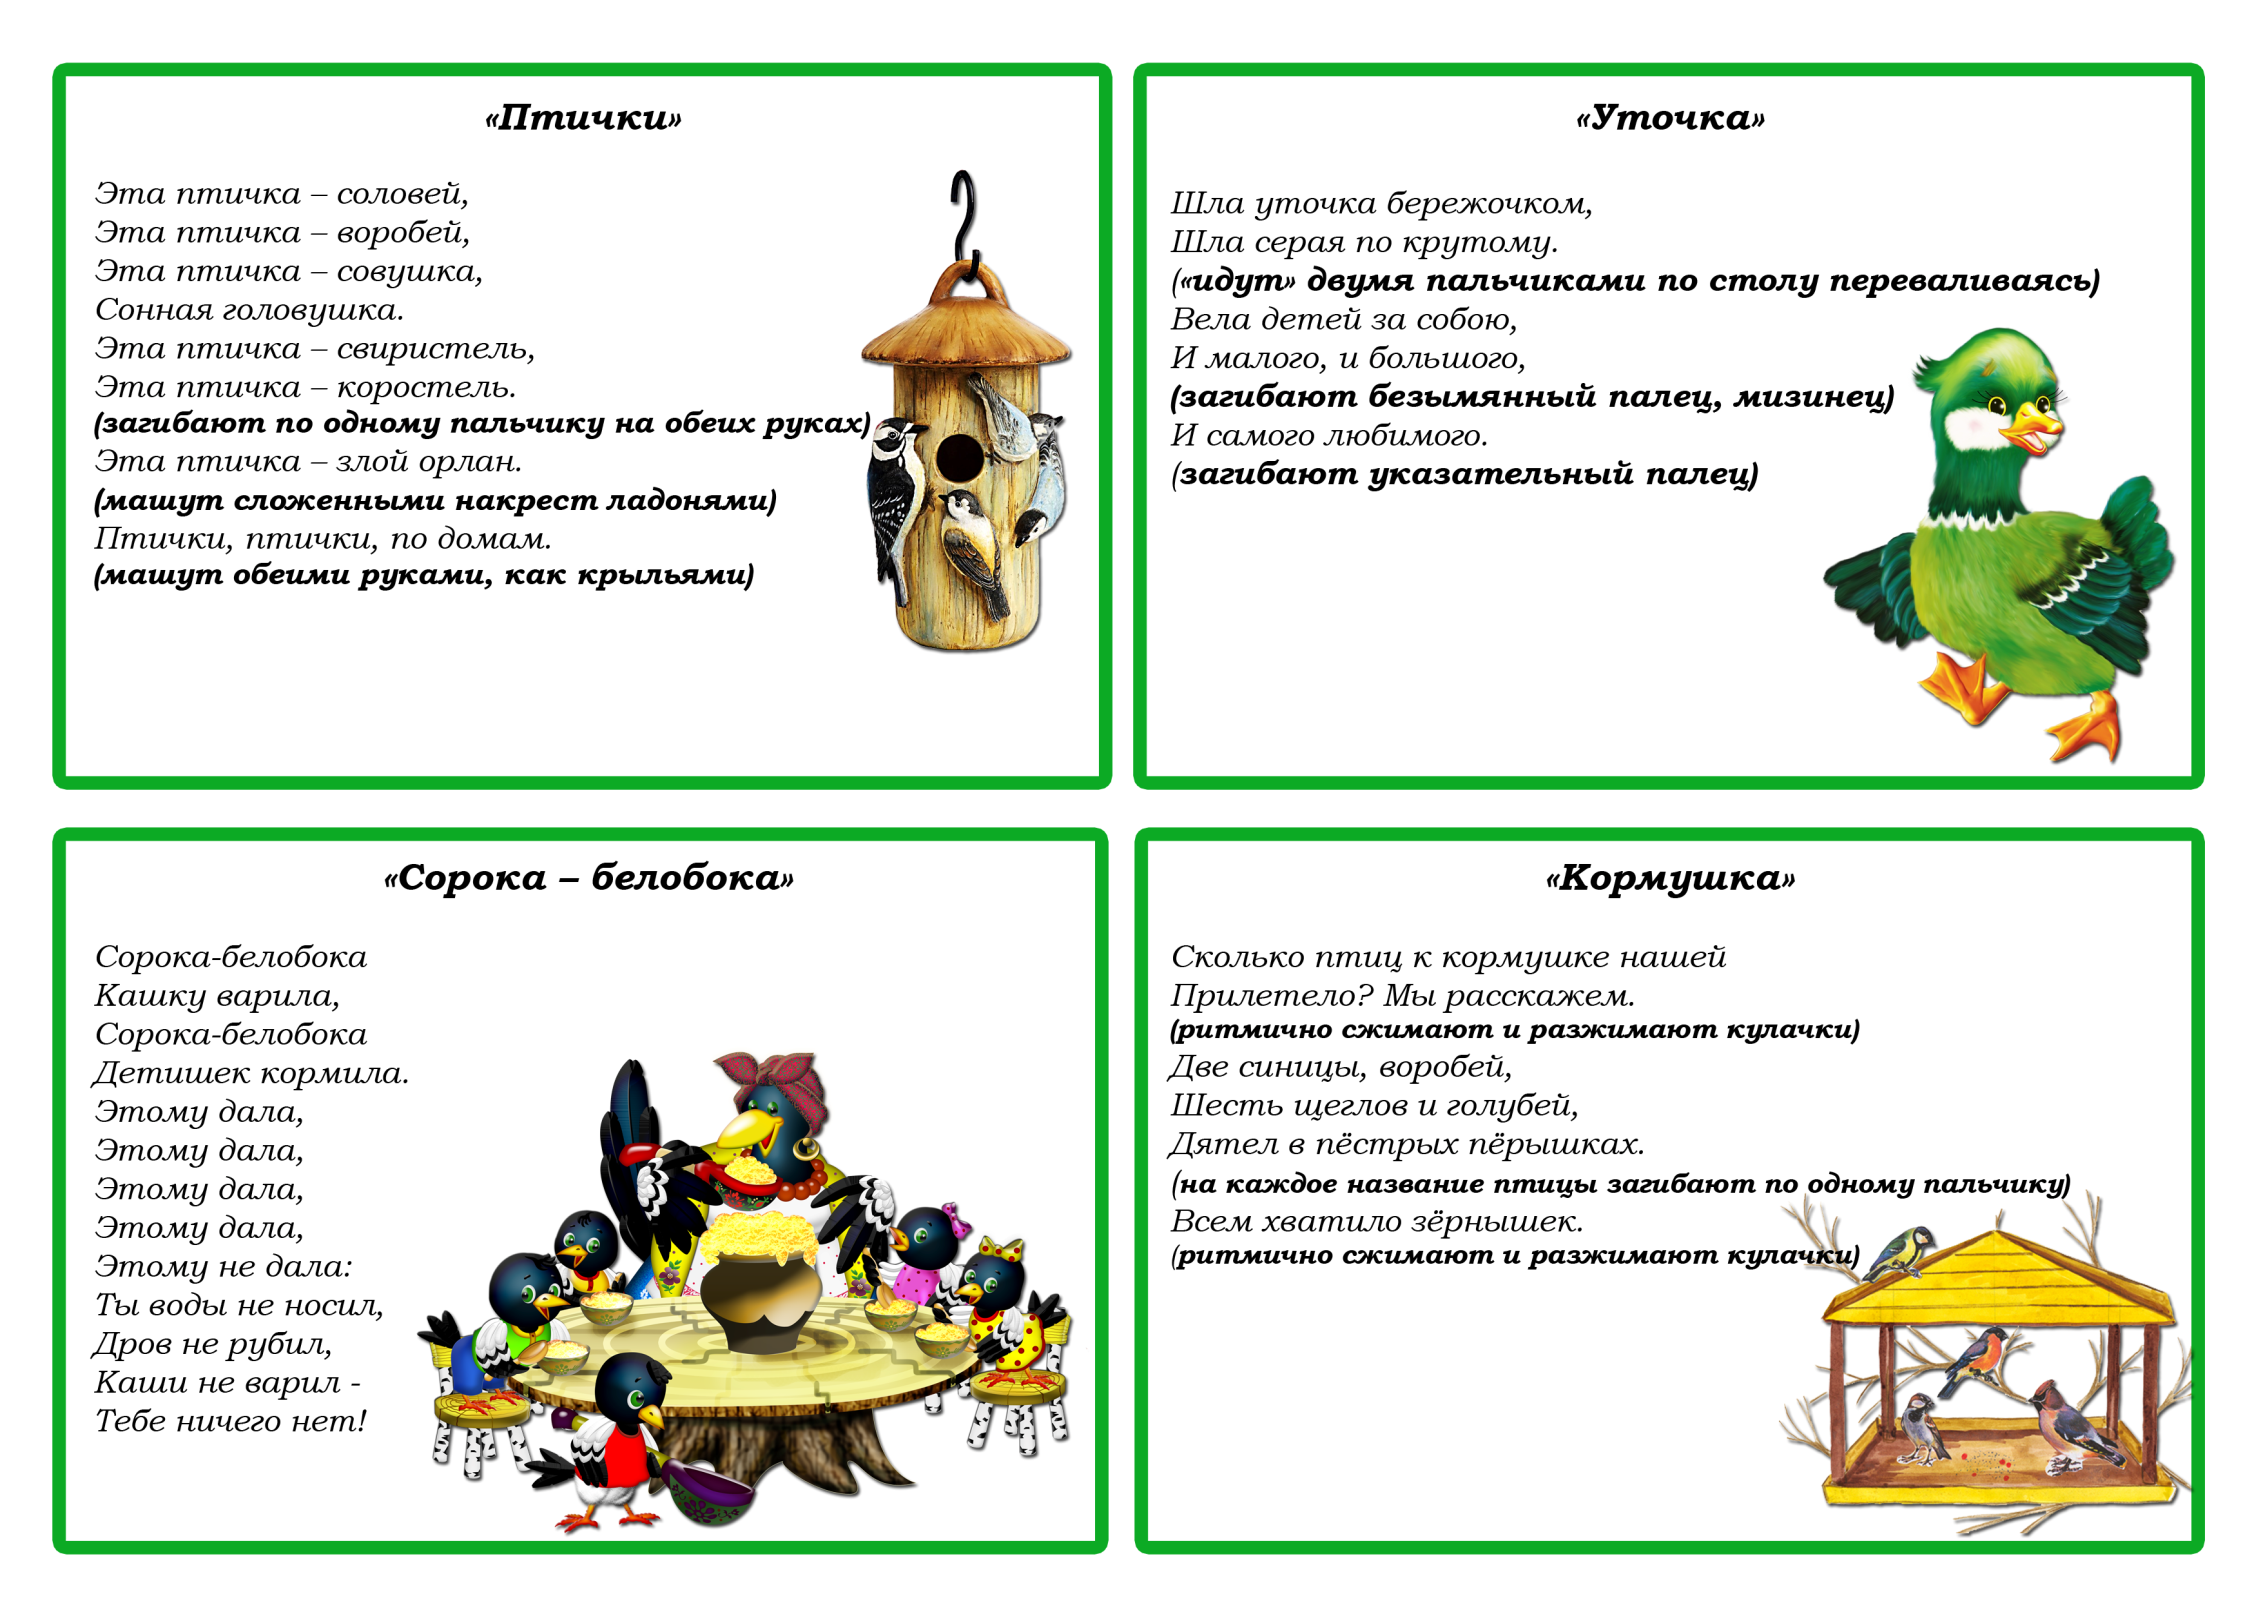 «Птички»
Эта птичка – соловей,
Эта птичка – воробей,
Эта птичка – совушка,
Сонная головушка.
Эта птичка – свиристель,
Эта птичка – коростель.
(загибают по одному пальчику на обеих руках)
Эта птичка – злой орлан.
(машут сложенными накрест ладонями)
Птички, птички, по домам.
(машут обеими руками, как крыльями)
«Уточка»
Шла уточка бережочком,
Шла серая по крутому.
(«идут» двумя пальчиками по столу переваливаясь)
Вела детей за собою,
И малого, и большого,
(загибают безымянный палец, мизинец)
И самого любимого.
(загибают указательный палец)
«Сорока – белобока»
Сорока-белобока
Кашку варила,
Сорока-белобока
Детишек кормила.
Этому дала,
Этому дала,
Этому дала,
Этому дала,
Этому не дала:
Ты воды не носил,
Дров не рубил,
Каши не варил -
Тебе ничего нет!
«Кормушка»
Сколько птиц к кормушке нашей
Прилетело? Мы расскажем.
(ритмично сжимают и разжимают кулачки)
Две синицы, воробей,
Шесть щеглов и голубей,
Дятел в пёстрых пёрышках.
(на каждое название птицы загибают по одному пальчику)
Всем хватило зёрнышек.
(ритмично сжимают и разжимают кулачки)